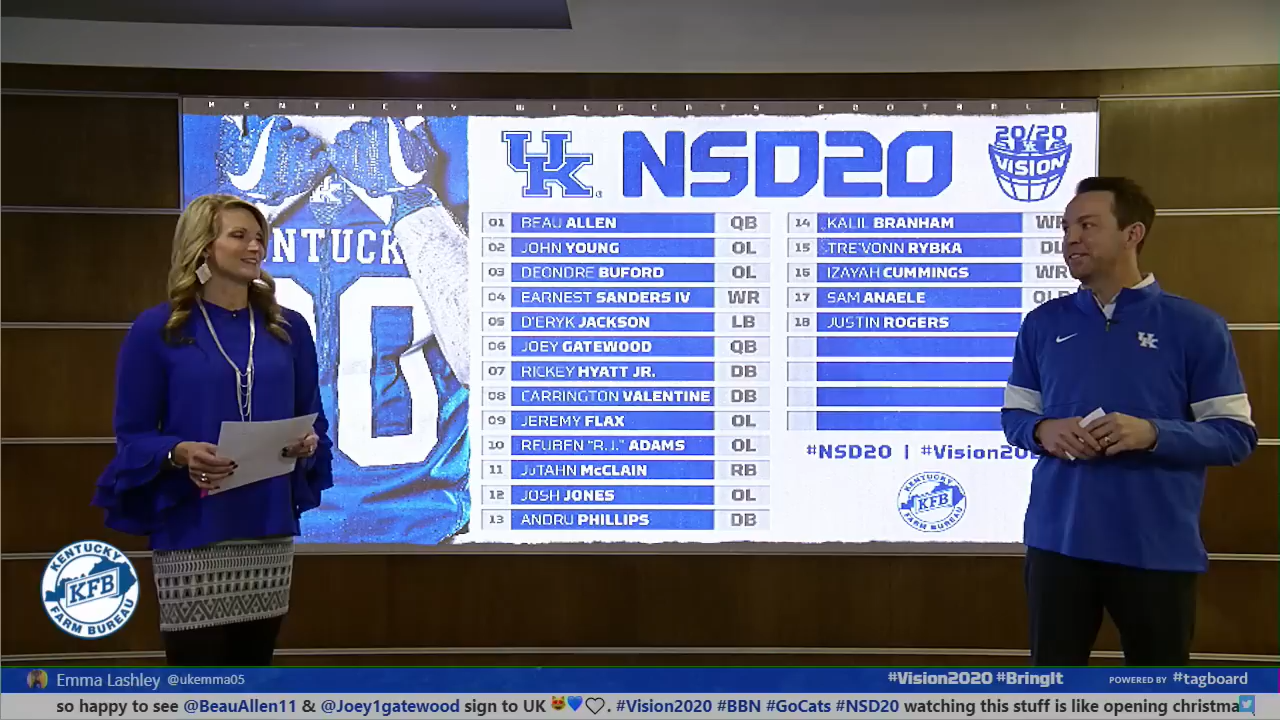 KENTUCKY WILDCATS FOOTBALL
UK NSD20
20/20
VISION
NTUCK
01 BEAU ALLEN QB
02 JOHN YOUNG OL
03 DEONDRE BUFORD OL
04 EARNEST SANDERS IV WR
05 D'ERYK JACKSON LB
06 JOEY GATEWOOD QB
07 RICKEY HYATT JR. DB
08 CARRINGTON VALENTINE DB
09 JEREMY FLAX OL
10 REUBEN "R.J." ADAMS OL
11 JuTAHN McCLAIN RB
12 JOSH JONES OL
13 ANDRU PHILLIPS DB
14 KALIL BRANHAM WR
15 TRE'VONN RYBKA
16 IZAYAH CUMMINGS WR
17 SAM ANAELE
18 JUSTIN ROGERS
#NSD20 | #Vision20
KENTUCKY
KFB
FARM BUREAU
UK
KENTUCKY
KFB
FARM BUREAU
Emma Lashley @ukemma05 #Vision2020 #BringIt POWERED BY #tagboard
so happy to see @BeauAllen11 & @Joey1gatewood sign to UK 😻💙🤍. #Vision2020 #BBN #GoCats #NSD20 watching this stuff is like opening christma